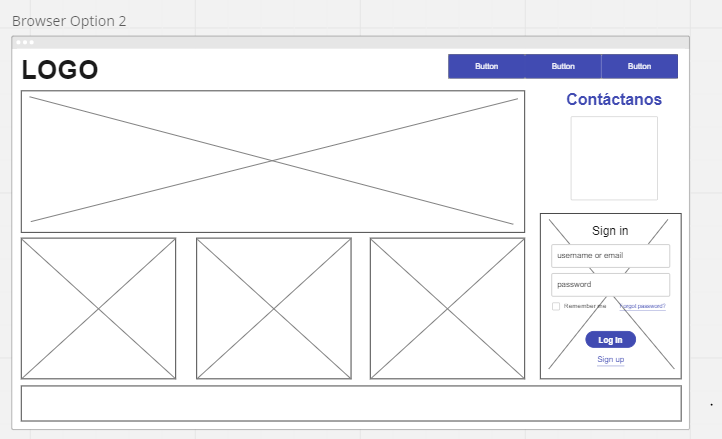 Browser Option 2
LOGO
Button
Button
Button
Contáctanos
Sign in
username or email
password
Remember me
Forgot password?
Log In
Sign up